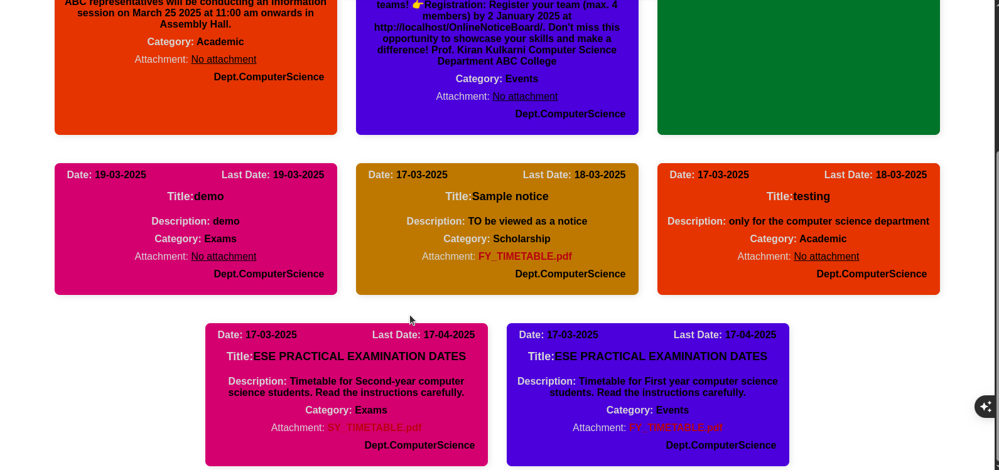 ABC representatives will be conducting an information
session on March 25 2025 at 11:00 am onwards in
Assembly Hall.
Category: Academic
Attachment: No attachment
Dept.ComputerScience
teams! 👉Registration: Register your team (max. 4
members) by 2 January 2025 at
http://localhost/OnlineNoticeBoard/. Don't miss this
opportunity to showcase your skills and make a
difference! Prof. Kiran Kulkarni Computer Science
Department ABC College
Category: Events
Attachment: No attachment
Dept.ComputerScience
Date: 19-03-2025 Last Date: 19-03-2025
Title:demo
Description: demo
Category: Exams
Attachment: No attachment
Dept.ComputerScience
Date: 17-03-2025 Last Date: 18-03-2025
Title:Sample notice
Description: TO be viewed as a notice
Category: Scholarship
Attachment: FY_TIMETABLE.pdf
Dept.ComputerScience
Date: 17-03-2025 Last Date: 18-03-2025
Title:testing
Description: only for the computer science department
Category: Academic
Attachment: No attachment
Dept.ComputerScience
Date: 17-03-2025 Last Date: 17-04-2025
Title:ESE PRACTICAL EXAMINATION DATES
Description: Timetable for Second-year computer
science students. Read the instructions carefully.
Category: Exams
Attachment: SY_TIMETABLE.pdf
Dept.ComputerScience
Date: 17-03-2025 Last Date: 17-04-2025
Title:ESE PRACTICAL EXAMINATION DATES
Description: Timetable for First year computer science
students. Read the instructions carefully.
Category: Events
Attachment: FY_TIMETABLE.pdf
Dept.ComputerScience